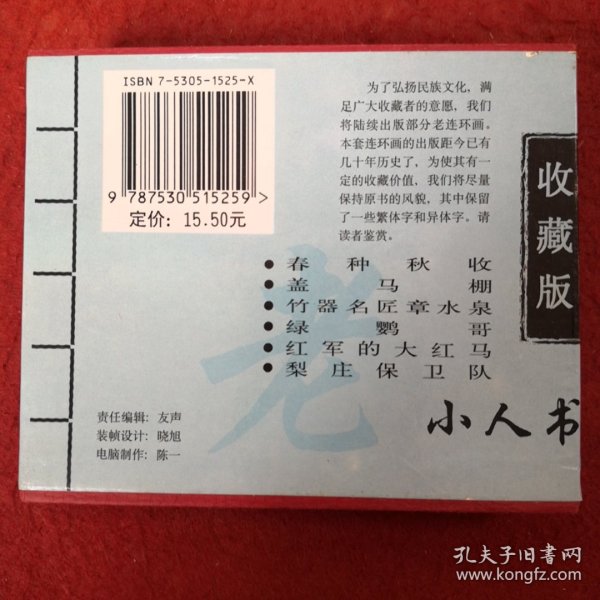 ISBN 7-5305-1525-X
9 787530 515259 >
定价：15.50元
为了弘扬民族文化，满
足广大收藏者的意愿，我们
将陆续出版部分老连环画。
本套连环画的出版距今已有
几十年历史了，为使其有一
定的收藏价值，我们将尽量
保持原书的风貌，其中保留
了一些繁体字和异体字。请
读者鉴赏。
收藏版
老
●春种秋收
●盖马棚
●竹器名匠章水泉
●绿鹦哥
●红军的大红马
●梨庄保卫队
小人书
责任编辑：友声
装帧设计：晓旭
电脑制作：陈一
孔夫子旧书网
www.kongfz.com